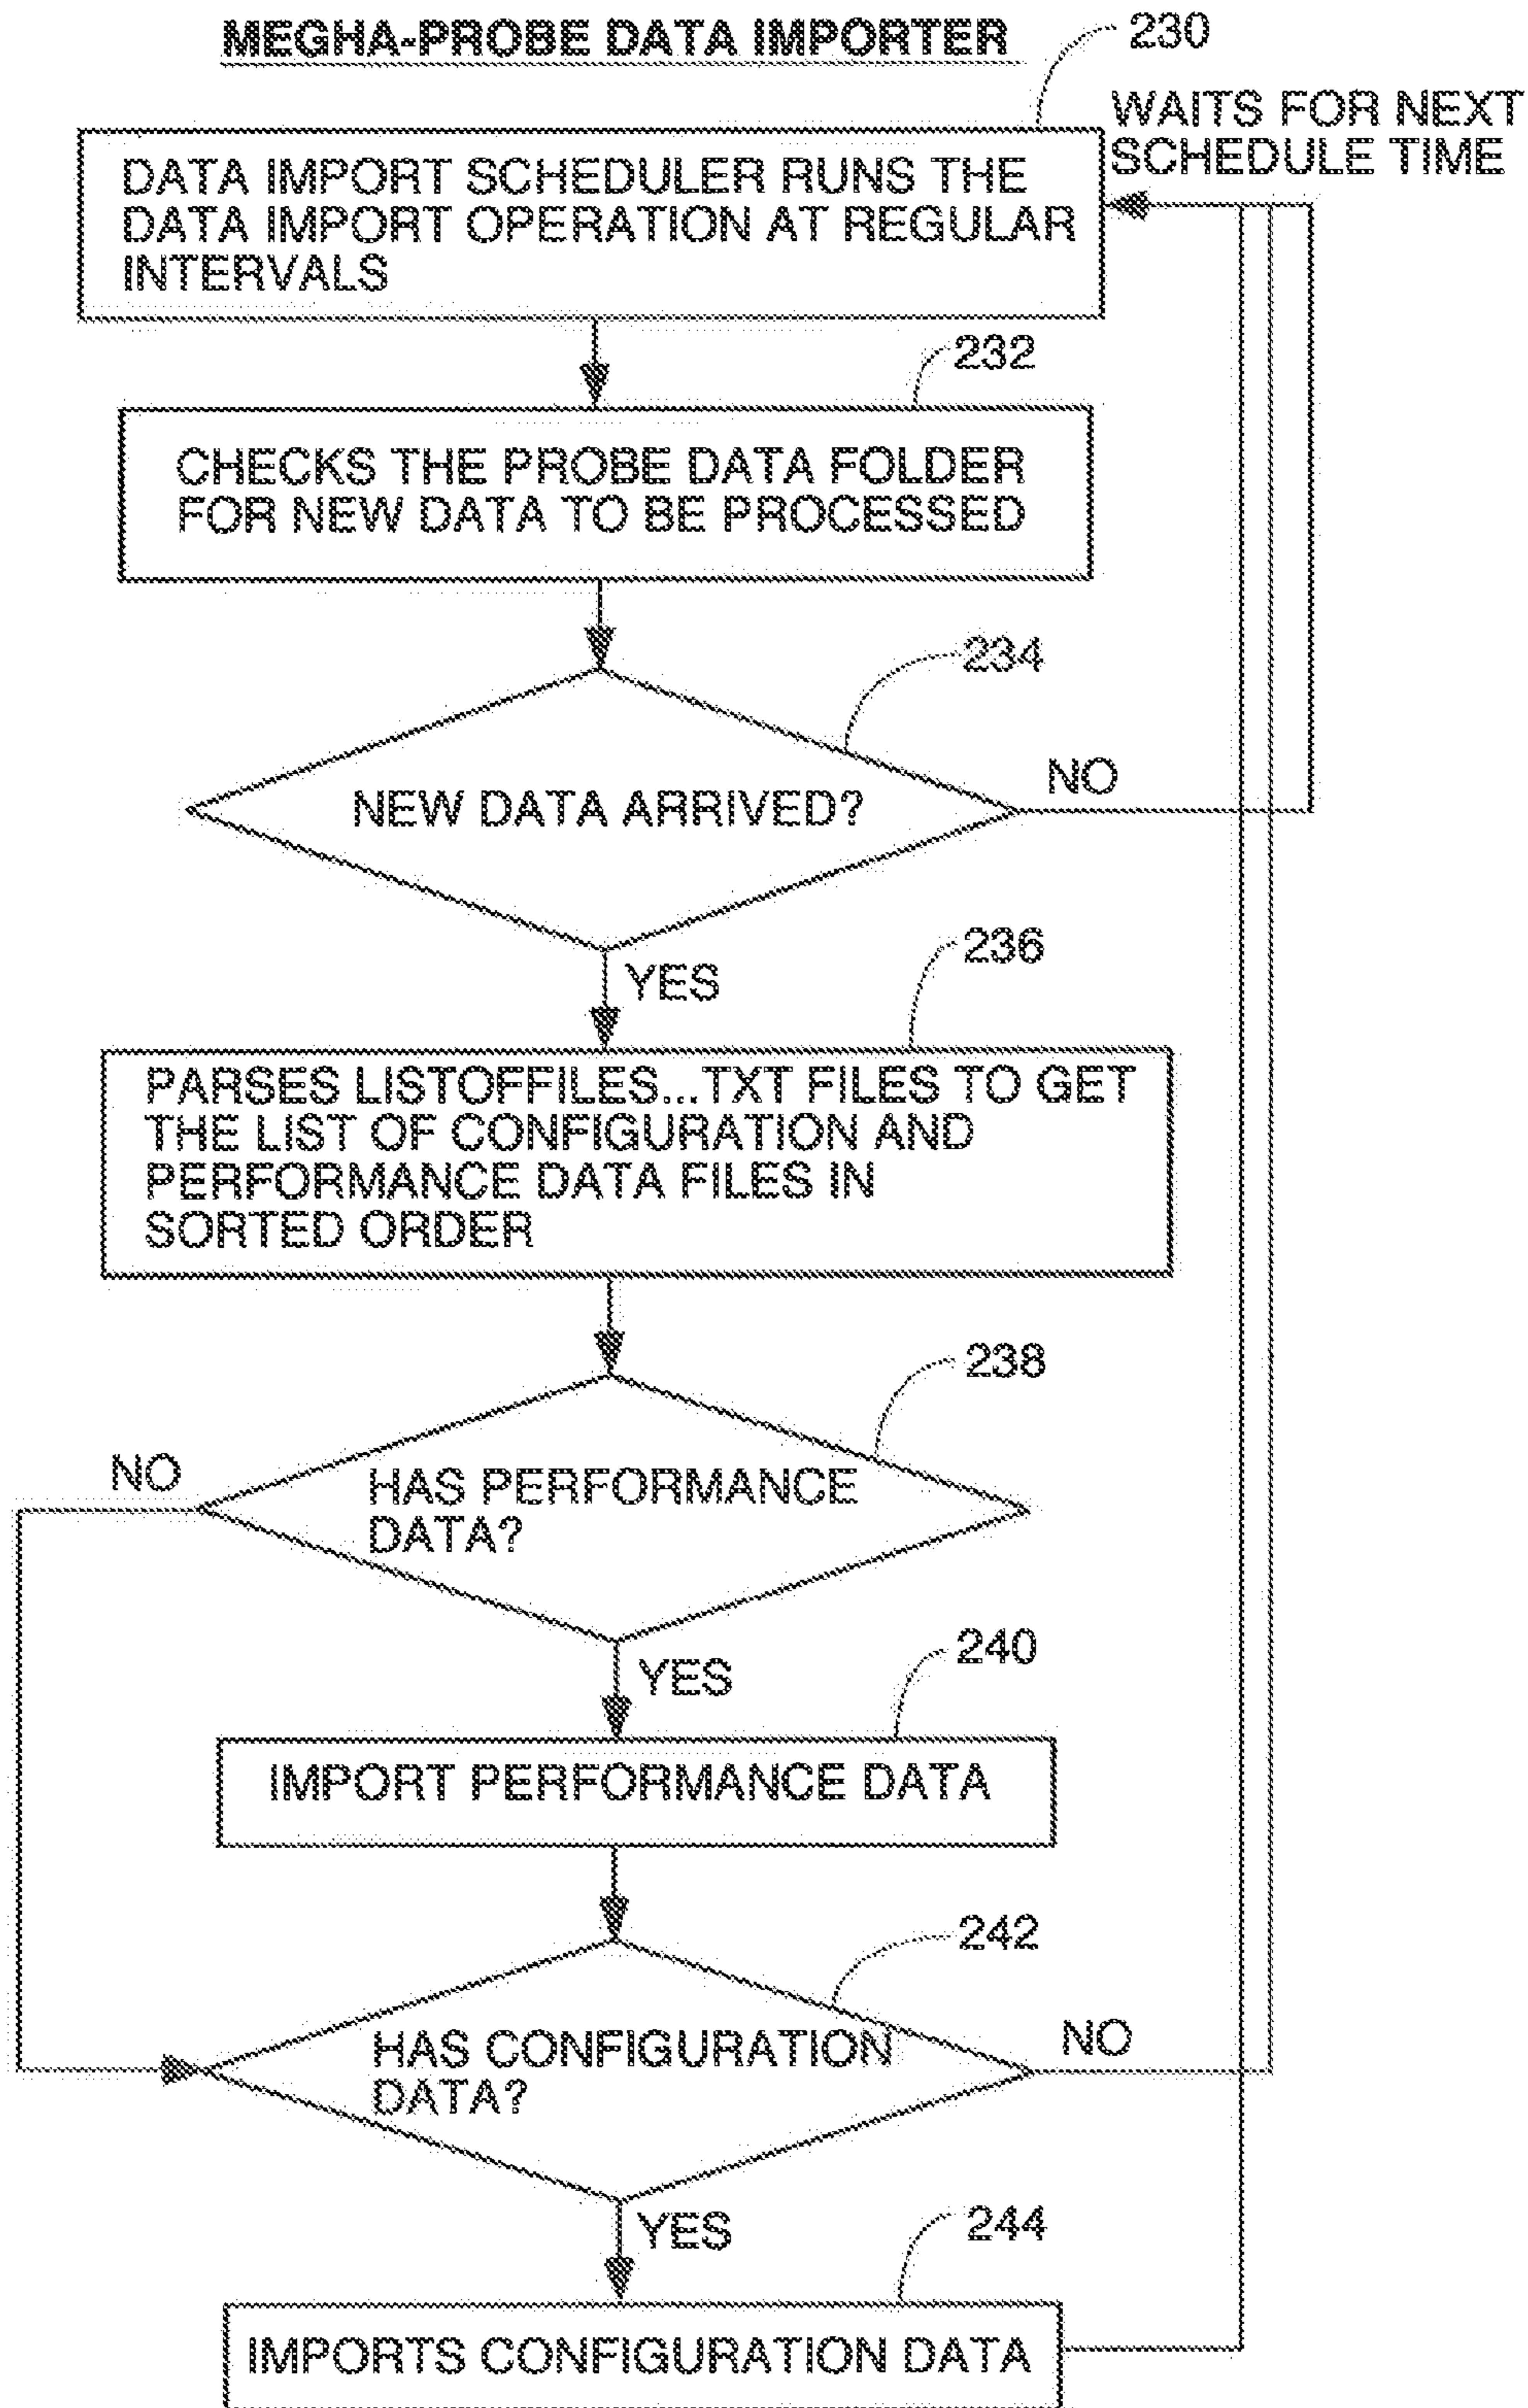 MEGHA-PROBE DATA IMPORTER
230
WAITS FOR NEXT
SCHEDULE TIME
DATA IMPORT SCHEDULER RUNS THE
DATA IMPORT OPERATION AT REGULAR
INTERVALS
232
CHECKS THE PROBE DATA FOLDER
FOR NEW DATA TO BE PROCESSED
234
NEW DATA ARRIVED?
NO
YES
236
PARSES LISTOFFILES...TXT FILES TO GET
THE LIST OF CONFIGURATION AND
PERFORMANCE DATA FILES IN
SORTED ORDER
238
NO
HAS PERFORMANCE
DATA?
YES
240
IMPORT PERFORMANCE DATA
242
HAS CONFIGURATION
DATA?
NO
YES
244
IMPORTS CONFIGURATION DATA